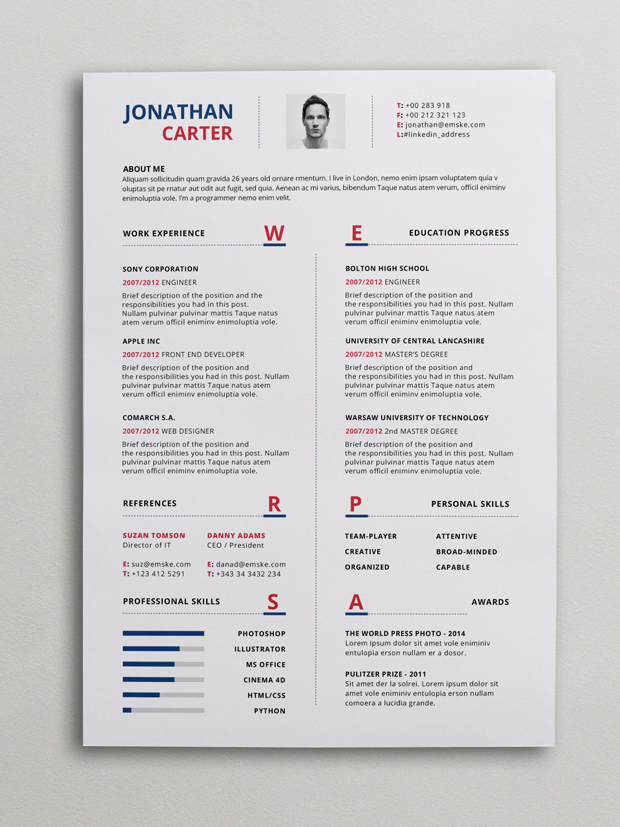 JONATHAN
CARTER
T: +00 283 918
F: +00 212 321 123
E: jonathan@emske.com
L:#linkedin_address
ABOUT ME
Aliquam sollicitudin quam gravida 26 years old ornare rmentum. I live in London, nemo enim ipsam voluptatem quia v
oluptas sit pe rnatur aut odit aut fugit, sed quia. Aenean ac mi varius, bibendum Taque natus atem verum, officil eniminv
enimoluptia vole. I'm a programmer nemo enim velit.
WORK EXPERIENCE W
SONY CORPORATION
2007/2012 ENGINEER
Brief description of the position and the
responsibilities you had in this post.
Nullam pulvinar pulvinar mattis Taque natus
atem verum officil eniminv enimoluptia vole.
APPLE INC
2007/2012 FRONT END DEVELOPER
Brief description of the position and
the responsibilities you had in this post. Nullam
pulvinar pulvinar mattis Taque natus atem
verum officil eniminv enimoluptia vole.
COMARCH S.A.
2007/2012 WEB DESIGNER
Brief description of the position and
the responsibilities you had in this post. Nullam
pulvinar pulvinar mattis Taque natus atem
verum officil eniminv enimoluptia vole.
REFERENCES R
SUZAN TOMSON
Director of IT
E: suz@emske.com
T: +123 412 5291
DANNY ADAMS
CEO / President
E: danad@emske.com
T: +343 34 3432 234
PROFESSIONAL SKILLS S
PHOTOSHOP
ILLUSTRATOR
MS OFFICE
CINEMA 4D
HTML/CSS
PYTHON
E EDUCATION PROGRESS
BOLTON HIGH SCHOOL
2007/2012 ENGINEER
Brief description of the position and
the responsibilities you had in this post. Nullam
pulvinar pulvinar mattis Taque natus atem
verum officil eniminv enimoluptia vole.
UNIVERSITY OF CENTRAL LANCASHIRE
2007/2012 MASTER'S DEGREE
Brief description of the position and
the responsibilities you had in this post. Nullam
pulvinar pulvinar mattis Taque natus atem
verum officil eniminv enimoluptia vole.
WARSAW UNIVERSITY OF TECHNOLOGY
2007/2012 2nd MASTER DEGREE
Brief description of the position and
the responsibilities you had in this post. Nullam
pulvinar pulvinar mattis Taque natus atem
verum officil eniminv enimoluptia vole.
P PERSONAL SKILLS
TEAM-PLAYER ATTENTIVE
CREATIVE BROAD-MINDED
ORGANIZED CAPABLE
A AWARDS
THE WORLD PRESS PHOTO - 2014
Lorem ipsum dolor sit amet vole eniminiv
entulopia erson nullam er a dosor.
PULITZER PRIZE - 2011
Sit amet der la solrei. Lorem ipsum dolor sit
amet vole eniminiv entulopia erson nullam
comoera a lucidia grande.